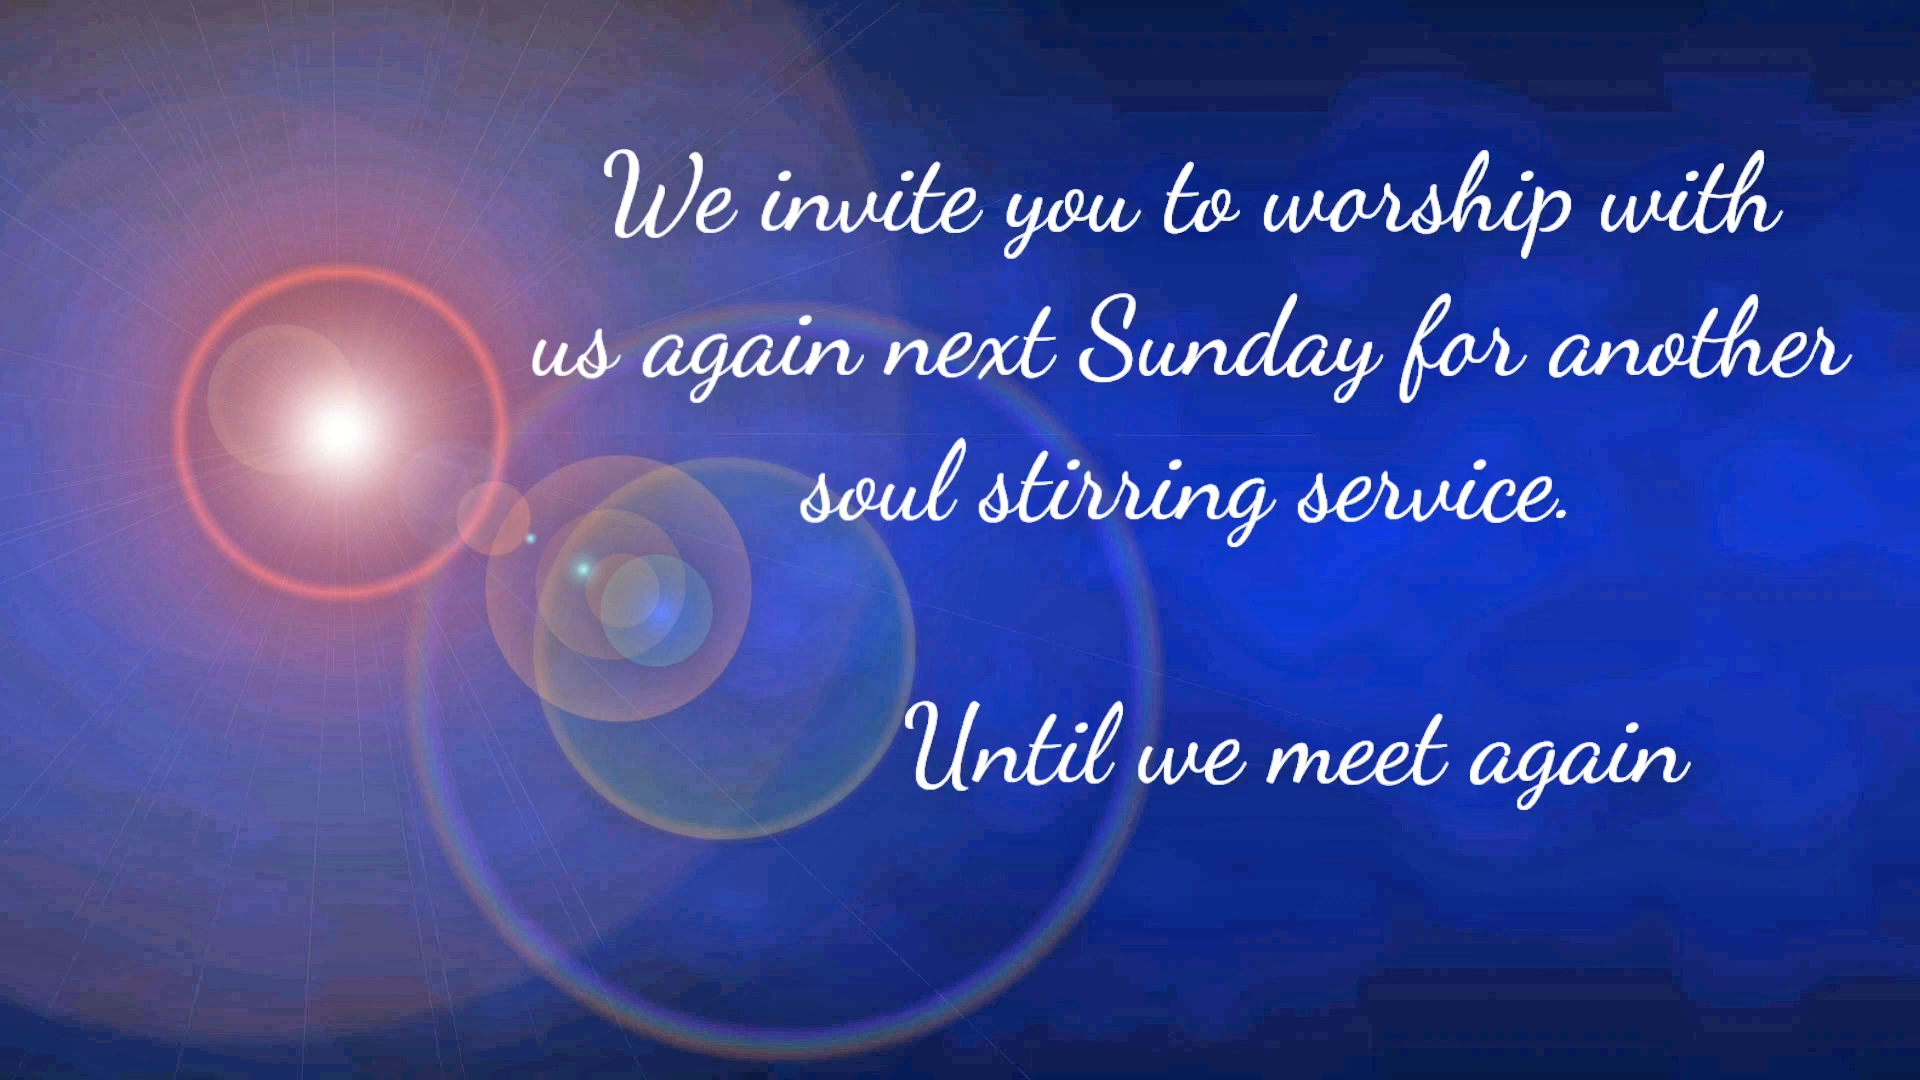 We invite you to worship with
us again next Sunday for another
soul stirring service.
Until we meet again